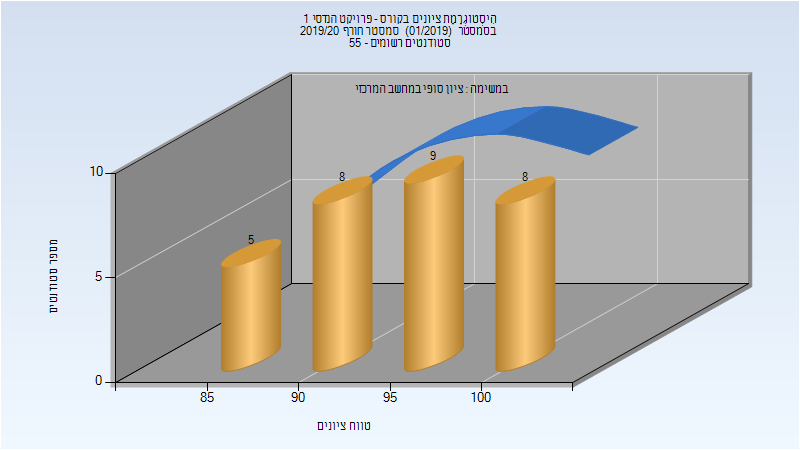 היסטוגרמת ציונים בקורס - פרויקט הנדסי 1
בסמסטר (01/2019) סמסטר חורף 2019/20
סטודנטים רשומים - 55
במשימה : ציון סופי במחשב המרכזי
מספר סטודנטים
10
5
0
5
8
9
8
85
90
95
100
טווח ציונים